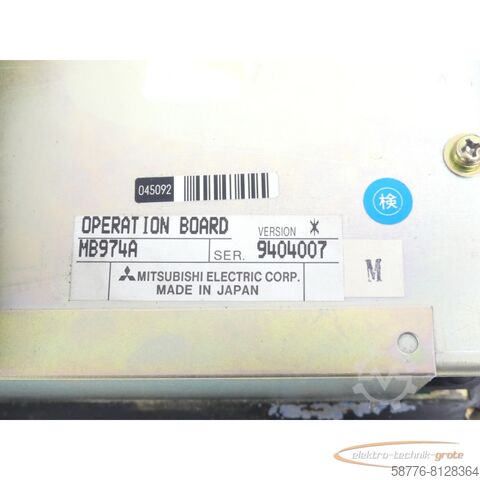 045092
検
OPERATION BOARD VERSION *
MB974A SER. 9404007
M
MITSUBISHI ELECTRIC CORP.
MADE IN JAPAN
elektro-technik-grote
58776-8128364